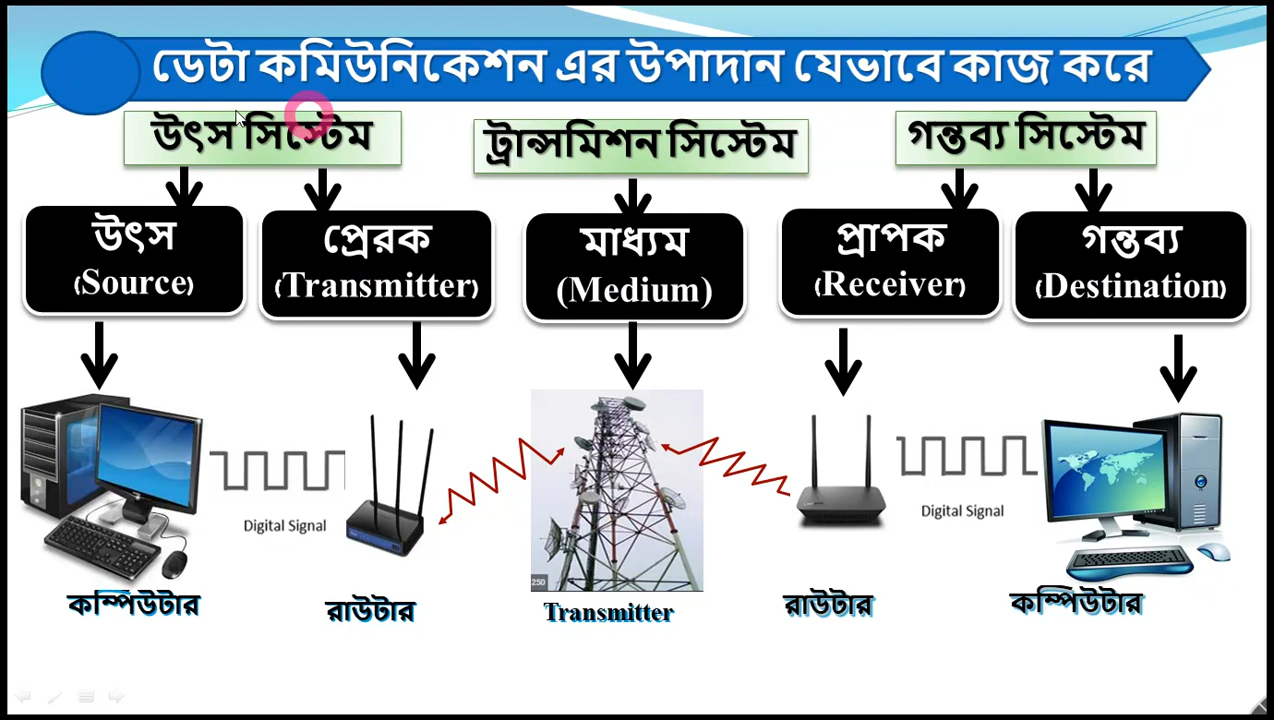 ডেটা কমিউনিকেশন এর উপাদান যেভাবে কাজ করে
উৎস সিস্টেম
ট্রান্সমিশন সিস্টেম
গন্তব্য সিস্টেম
উৎস
(Source)
প্রেরক
(Transmitter)
মাধ্যম
(Medium)
প্রাপক
(Receiver)
গন্তব্য
(Destination)
Digital Signal
250
Digital Signal
কম্পিউটার
রাউটার
Transmitter
রাউটার
কম্পিউটার